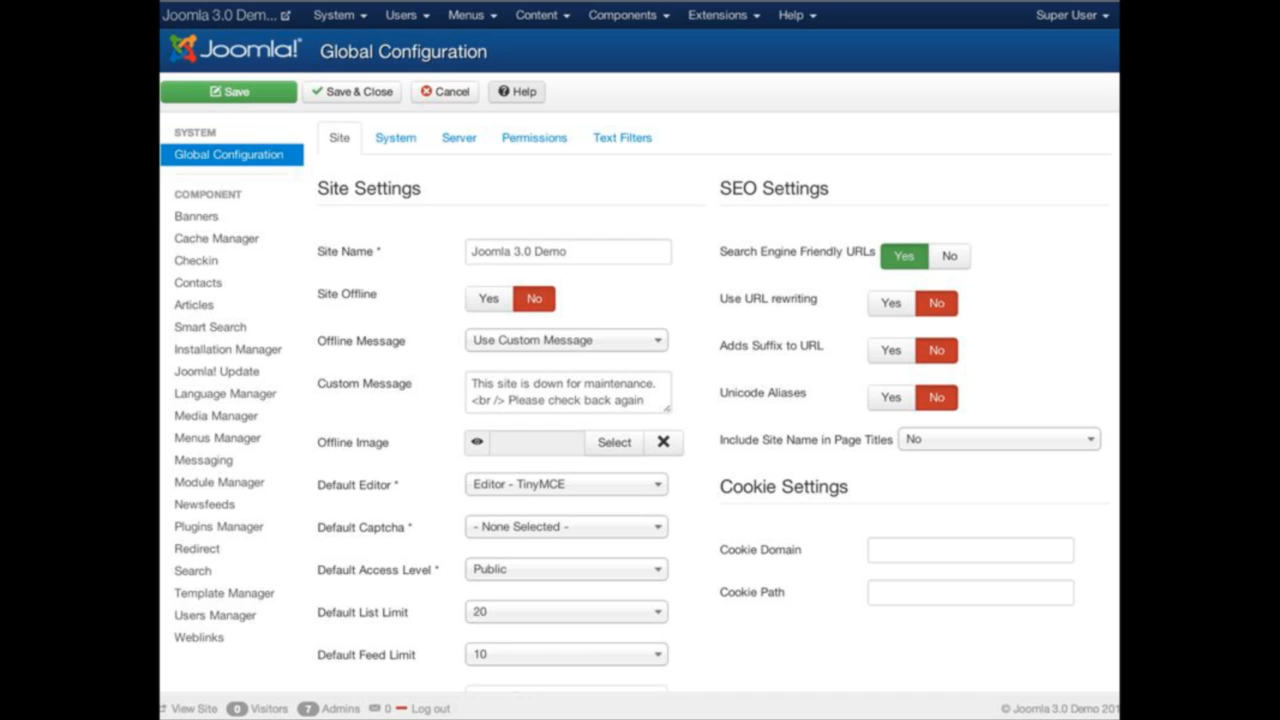 Joomla 3.0 Dem... System Users Menus Content Components Extensions Help Super User
Joomla! Global Configuration
Save Save & Close Cancel Help
SYSTEM
Global Configuration
COMPONENT
Banners
Cache Manager
Checkin
Contacts
Articles
Smart Search
Installation Manager
Joomla! Update
Language Manager
Media Manager
Menus Manager
Messaging
Module Manager
Newsfeeds
Plugins Manager
Redirect
Search
Template Manager
Users Manager
Weblinks
Site System Server Permissions Text Filters
Site Settings
Site Name * Joomla 3.0 Demo
Site Offline Yes No
Offline Message Use Custom Message
Custom Message This site is down for maintenance.
<br /> Please check back again
Offline Image Select
Default Editor * Editor - TinyMCE
Default Captcha * - None Selected -
Default Access Level * Public
Default List Limit 20
Default Feed Limit 10
SEO Settings
Search Engine Friendly URLs Yes No
Use URL rewriting Yes No
Adds Suffix to URL Yes No
Unicode Aliases Yes No
Include Site Name in Page Titles No
Cookie Settings
Cookie Domain
Cookie Path
View Site 0 Visitors 7 Admins 0 Log out © Joomla 3.0 Demo 201